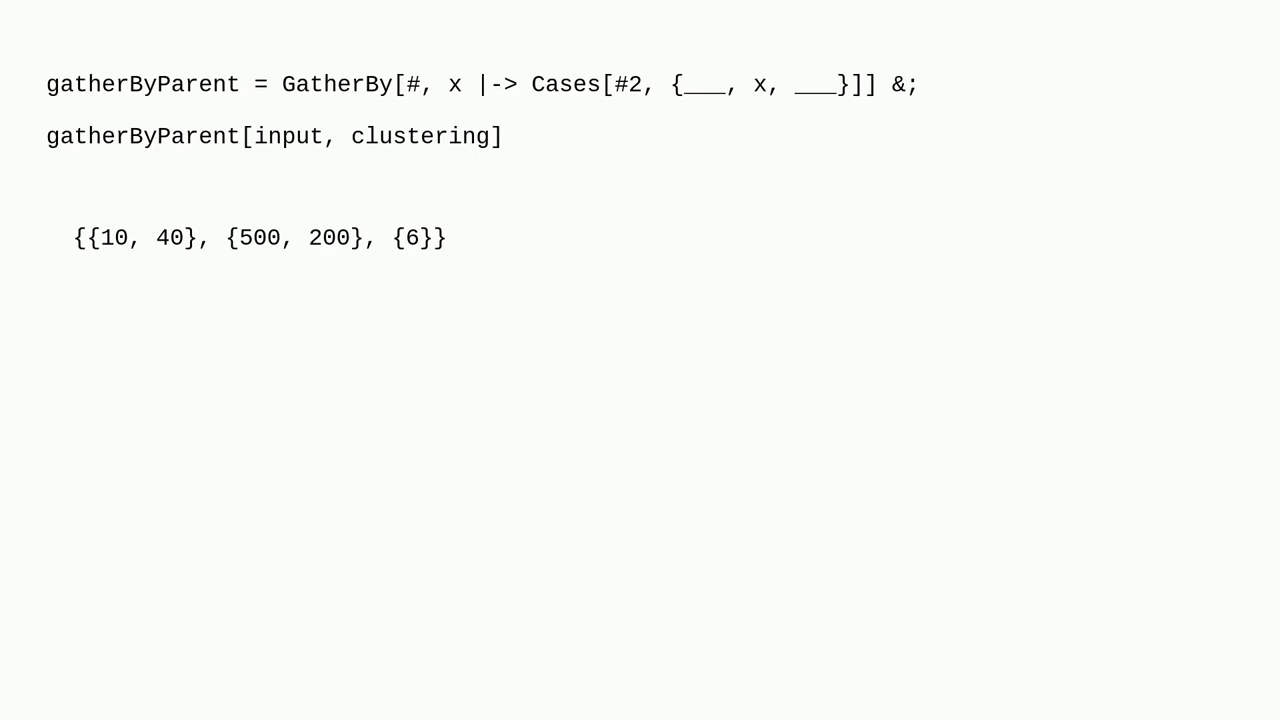 gatherByParent = GatherBy[#, x |-> Cases[#2, {___, x, ___}]] &;
gatherByParent[input, clustering]
{{10, 40}, {500, 200}, {6}}